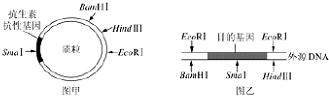 抗生素
抗性基因
BamHⅠ
HindⅢ
质粒
EcoRⅠ
SmaⅠ
图甲
EcoRⅠ 目的基因 EcoRⅠ
外源DNA
BamHⅠ SmaⅠ HindⅢ
图乙